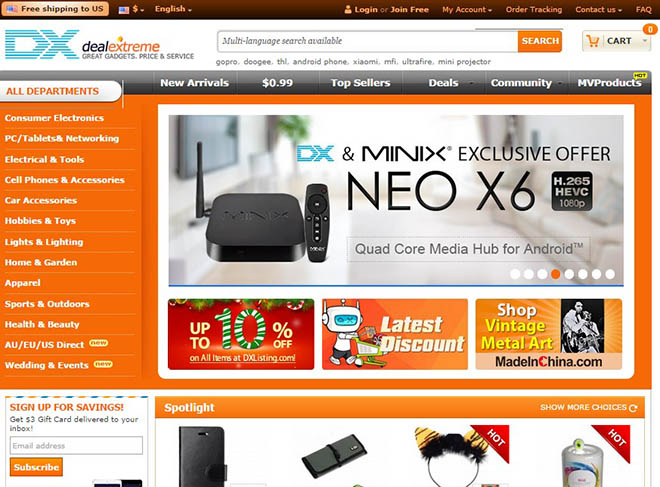 Free shipping to US
$
English
Login or Join Free
My Account
Order Tracking
Contact us
FAQ
DX dealextreme
GREAT GADGETS. PRICE & SERVICE
Multi-language search available
SEARCH
CART
0
gopro, doogee, thl, android phone, xiaomi, mfi, ultrafire, mini projector
HOT
ALL DEPARTMENTS
New Arrivals
$0.99
Top Sellers
Deals
Community
MVProducts
Consumer Electronics
PC/Tablets& Networking
Electrical & Tools
Cell Phones & Accessories
Car Accessories
Hobbies & Toys
Lights & Lighting
Home & Garden
Apparel
Sports & Outdoors
Health & Beauty
AU/EU/US Direct new
Wedding & Events new
DX & MINIX® EXCLUSIVE OFFER
NEO X6
H.265
HEVC
1080p
Quad Core Media Hub for Android™
MINIX
MINIX
UP TO 10% OFF
on All Items at DXListing.com!
Latest
Discount
Shop
Vintage
Metal Art
MadeInChina.com
SIGN UP FOR SAVINGS!
Get $3 Gift Card delivered to your
inbox!
Email address
Subscribe
Spotlight
SHOW MORE CHOICES
HOT
HOT